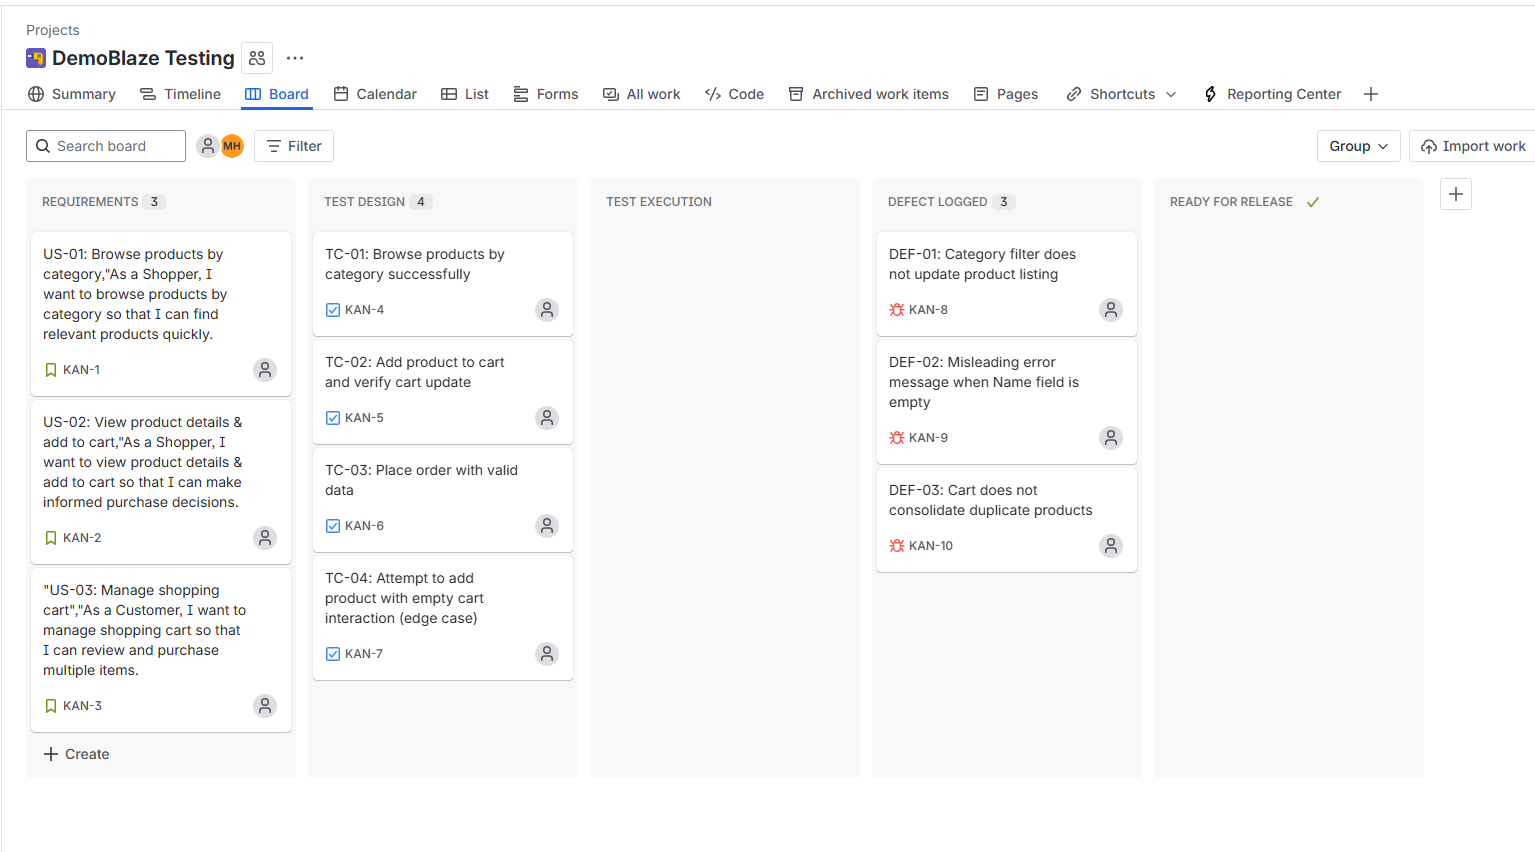 Projects
DemoBlaze Testing
Summary Timeline Board Calendar List Forms All work Code Archived work items Pages Shortcuts Reporting Center
Search board MH Filter Group Import work
REQUIREMENTS 3
US-01: Browse products by
category,"As a Shopper, I
want to browse products by
category so that I can find
relevant products quickly.
KAN-1
US-02: View product details &
add to cart,"As a Shopper, I
want to view product details &
add to cart so that I can make
informed purchase decisions.
KAN-2
"US-03: Manage shopping
cart","As a Customer, I want to
manage shopping cart so that
I can review and purchase
multiple items.
KAN-3
Create
TEST DESIGN 4
TC-01: Browse products by
category successfully
KAN-4
TC-02: Add product to cart
and verify cart update
KAN-5
TC-03: Place order with valid
data
KAN-6
TC-04: Attempt to add
product with empty cart
interaction (edge case)
KAN-7
TEST EXECUTION
DEFECT LOGGED 3
DEF-01: Category filter does
not update product listing
KAN-8
DEF-02: Misleading error
message when Name field is
empty
KAN-9
DEF-03: Cart does not
consolidate duplicate products
KAN-10
READY FOR RELEASE